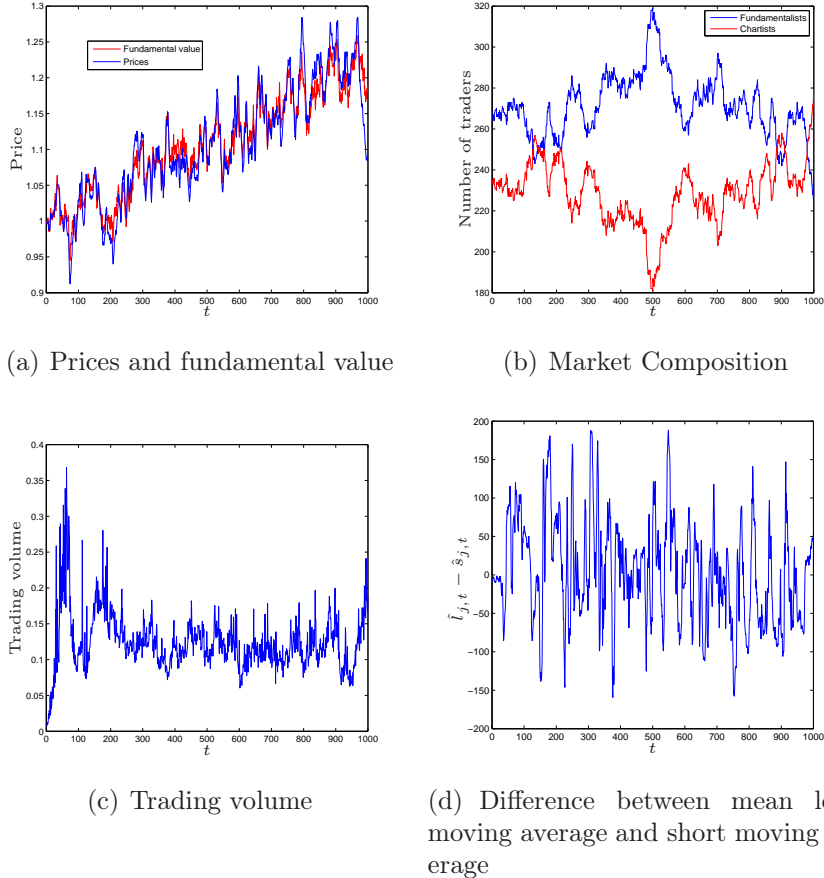 1.3
1.25
1.2
1.15
1.1
1.05
1
0.95
0.9
Price
Fundamental value
Prices
0 100 200 300 400 500 600 700 800 900 1000
t
(a) Prices and fundamental value
320
300
280
260
240
220
200
180
Number of traders
Fundamentalists
Chartists
0 100 200 300 400 500 600 700 800 900 1000
t
(b) Market Composition
0.4
0.35
0.3
0.25
0.2
0.15
0.1
0.05
0
Trading volume
0 100 200 300 400 500 600 700 800 900 1000
t
(c) Trading volume
200
150
100
50
0
−50
−100
−150
−200
l̂j,t − ŝj,t
0 100 200 300 400 500 600 700 800 900 1000
t
(d) Difference between mean
moving average and short moving
erage